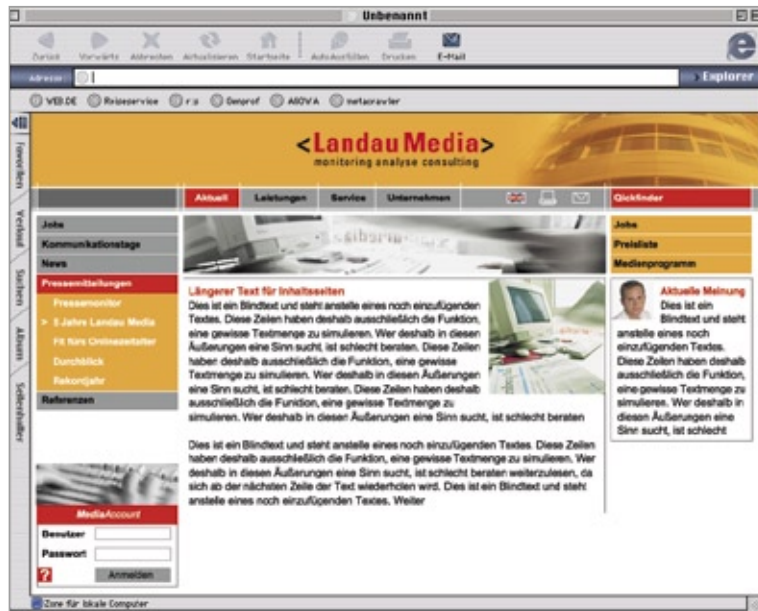 Unbenannt
Zurück Vorwärts Abbrechen Aktualisieren Startseite AutoAusfüllen Drucken E-Mail
Adresse
Explorer
WEB.DE Reiseservice r:s Genprof metacrawler
Favoriten
Verlauf
Suchen
Album
Seitenhalter
<Landau Media>
monitoring analyse consulting
Aktuell Leistungen Service Unternehmen Qickfinder
Jobs
Kommunikationstage
News
Pressemitteilungen
Pressemonitor
> 5 Jahre Landau Media
Fit fürs Onlinezeitalter
Durchblick
Rekordjahr
Referenzen
MediaAccount
Benutzer
Passwort
? Anmelden
Längerer Text für Inhaltsseiten
Dies ist ein Blindtext und steht anstelle eines noch einzufügenden
Textes. Diese Zeilen haben deshalb ausschließlich die Funktion,
eine gewisse Textmenge zu simulieren. Wer deshalb in diesen
Äußerungen eine Sinn sucht, ist schlecht beraten. Diese Zeilen
haben deshalb ausschließlich die Funktion, eine gewisse
Textmenge zu simulieren. Wer deshalb in diesen Äußerungen
eine Sinn sucht, ist schlecht beraten. Diese Zeilen haben deshalb
ausschließlich die Funktion, eine gewisse Textmenge zu
simulieren. Wer deshalb in diesen Äußerungen eine Sinn sucht, ist schlecht beraten
Dies ist ein Blindtext und steht anstelle eines noch einzufügenden Textes. Diese Zeilen
haben deshalb ausschließlich die Funktion, eine gewisse Textmenge zu simulieren. Wer
deshalb in diesen Äußerungen eine Sinn sucht, ist schlecht beraten weiterzulesen, da
sich ab der nächsten Zeile der Text wiederholen wird. Dies ist ein Blindtext und steht
anstelle eines noch einzufügenden Textes. Weiter
Jobs
Preisliste
Medienprogramm
Aktuelle Meinung
Dies ist ein
Blindtext und steht
anstelle eines noch
einzufügenden Textes.
Diese Zeilen haben deshalb
ausschließlich die Funktion,
eine gewisse Textmenge zu
simulieren. Wer deshalb in
diesen Äußerungen eine
Sinn sucht, ist schlecht
Zone für lokale Computer